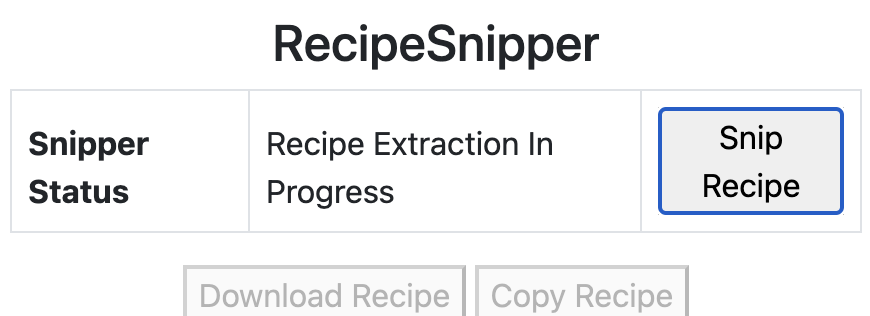 RecipeSnipper
Snipper
Status
Recipe Extraction In
Progress
Snip
Recipe
Download Recipe
Copy Recipe